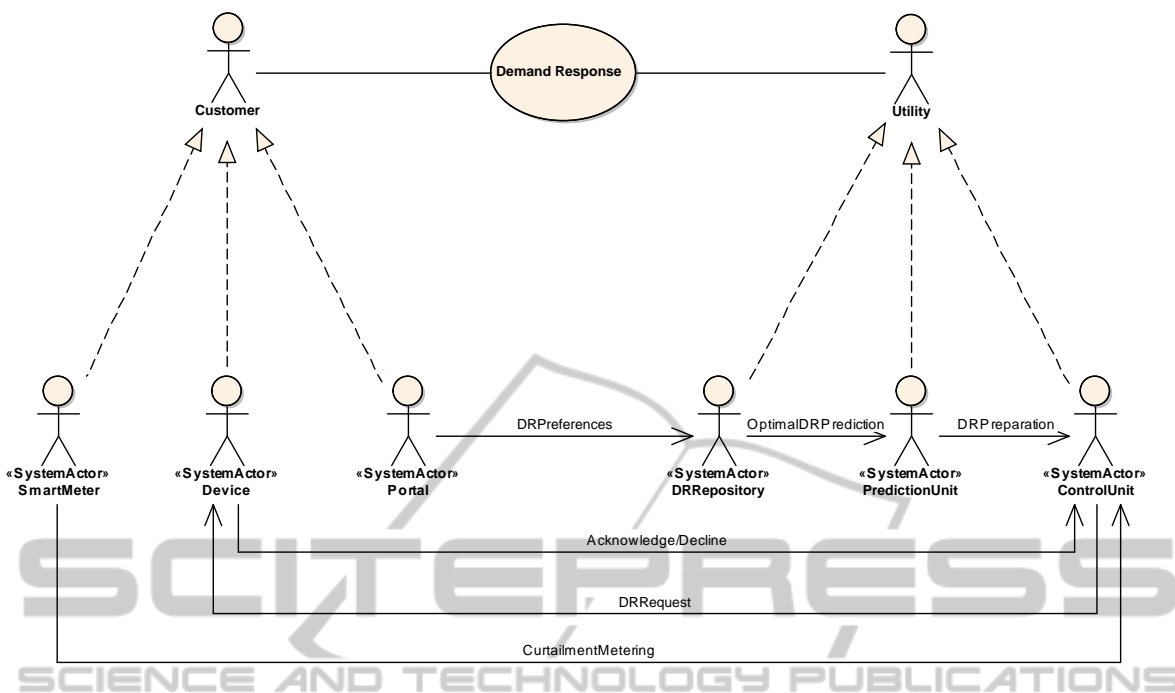 Demand Response
Customer
Utility
DRPreferences
OptimalDRPrediction
DRPreparation
«SystemActor»
SmartMeter
«SystemActor»
Device
«SystemActor»
Portal
«SystemActor»
DRRepository
«SystemActor»
PredictionUnit
«SystemActor»
ControlUnit
Acknowledge/Decline
DRRequest
CurtailmentMetering
SCITEPRESS
SCIENCE AND TECHNOLOGY PUBLICATIONS